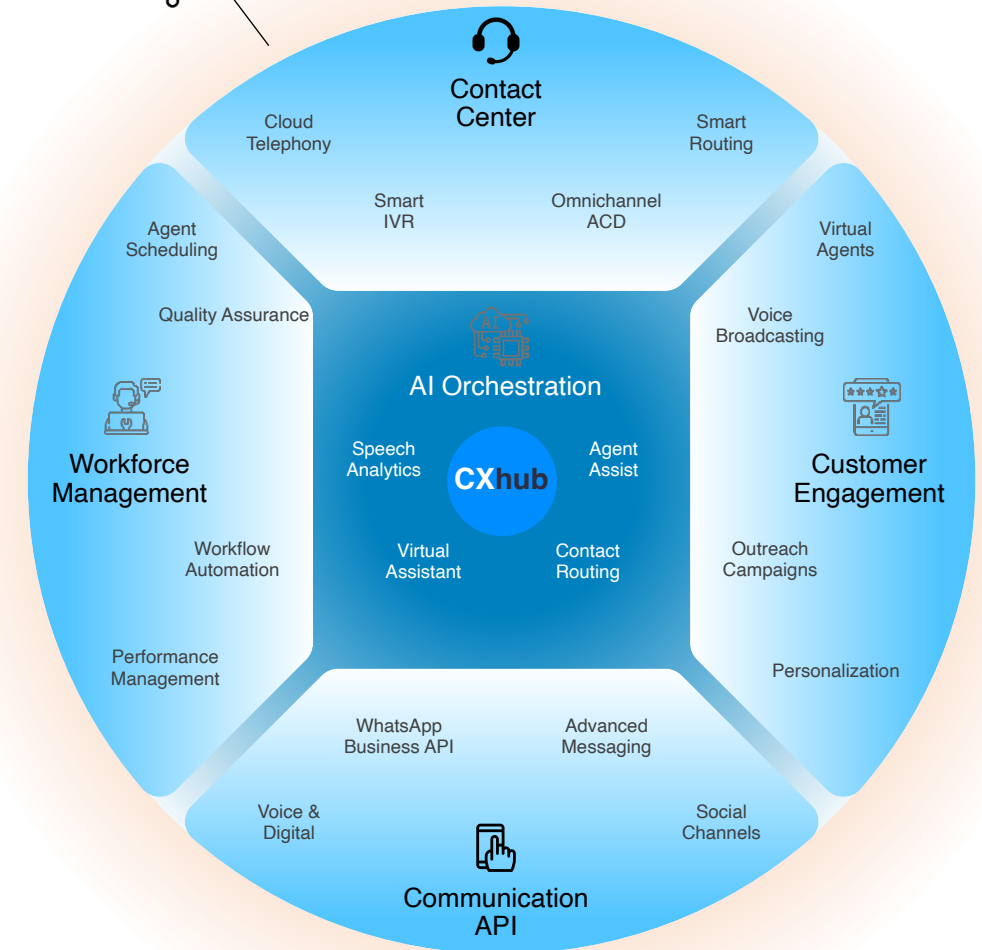 Contact
Center
Cloud
Telephony
Smart
Routing
Smart
IVR
Omnichannel
ACD
Agent
Scheduling
Quality Assurance
Workforce
Management
Workflow
Automation
Performance
Management
AI
AI Orchestration
Speech
Analytics
Agent
Assist
CXhub
Virtual
Assistant
Contact
Routing
Virtual
Agents
Voice
Broadcasting
Customer
Engagement
Outreach
Campaigns
Personalization
WhatsApp
Business API
Advanced
Messaging
Voice &
Digital
Social
Channels
Communication
API